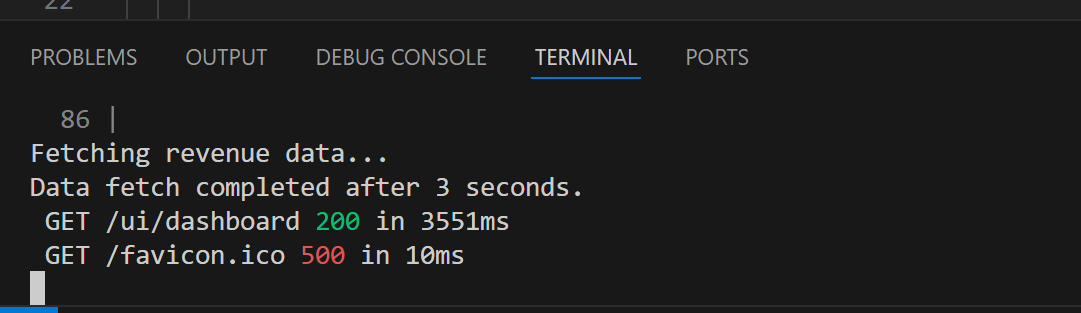 22
PROBLEMS OUTPUT DEBUG CONSOLE TERMINAL PORTS
86 |
Fetching revenue data...
Data fetch completed after 3 seconds.
GET /ui/dashboard 200 in 3551ms
GET /favicon.ico 500 in 10ms